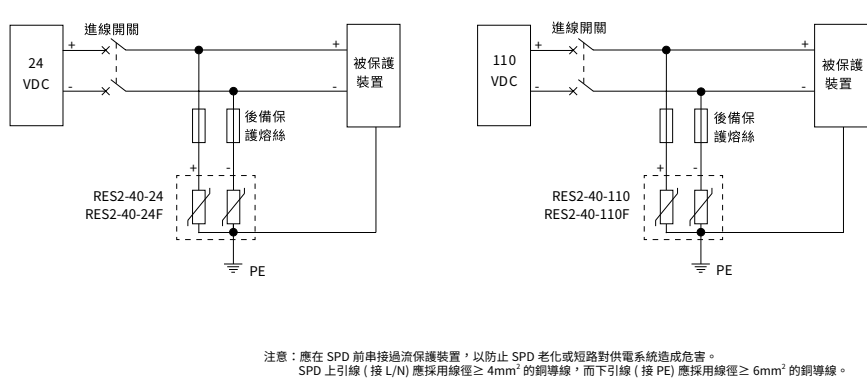 進線開關
24
VDC
+
-
+
-
被保護
裝置
後備保
護熔絲
+
-
RES2-40-24
RES2-40-24F
PE
進線開關
110
VDC
+
-
+
-
被保護
裝置
後備保
護熔絲
+
-
RES2-40-110
RES2-40-110F
PE
注意：應在 SPD 前串接過流保護裝置，以防止 SPD 老化或短路對供電系統造成危害。
SPD 上引線 ( 接 L/N) 應採用線徑≥ 4mm² 的銅導線，而下引線 ( 接 PE) 應採用線徑≥ 6mm² 的銅導線。